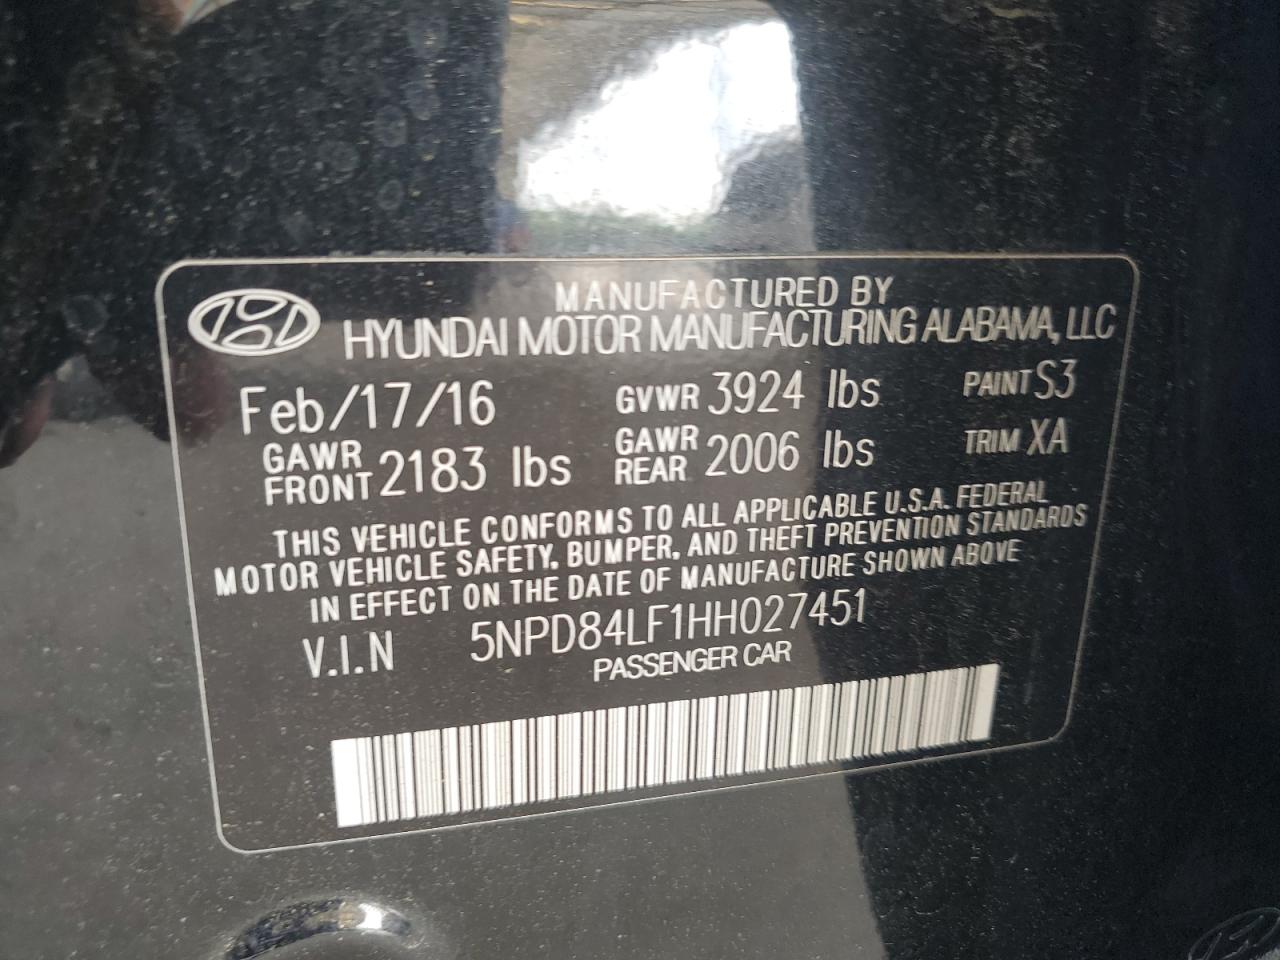 MANUFACTURED BY
HYUNDAI MOTOR MANUFACTURING ALABAMA, LLC
Feb/17/16 GVWR 3924 lbs PAINT S3
GAWR FRONT 2183 lbs GAWR REAR 2006 lbs TRIM XA
THIS VEHICLE CONFORMS TO ALL APPLICABLE U.S.A. FEDERAL
MOTOR VEHICLE SAFETY, BUMPER, AND THEFT PREVENTION STANDARDS
IN EFFECT ON THE DATE OF MANUFACTURE SHOWN ABOVE
V.I.N 5NPD84LF1HH027451
PASSENGER CAR